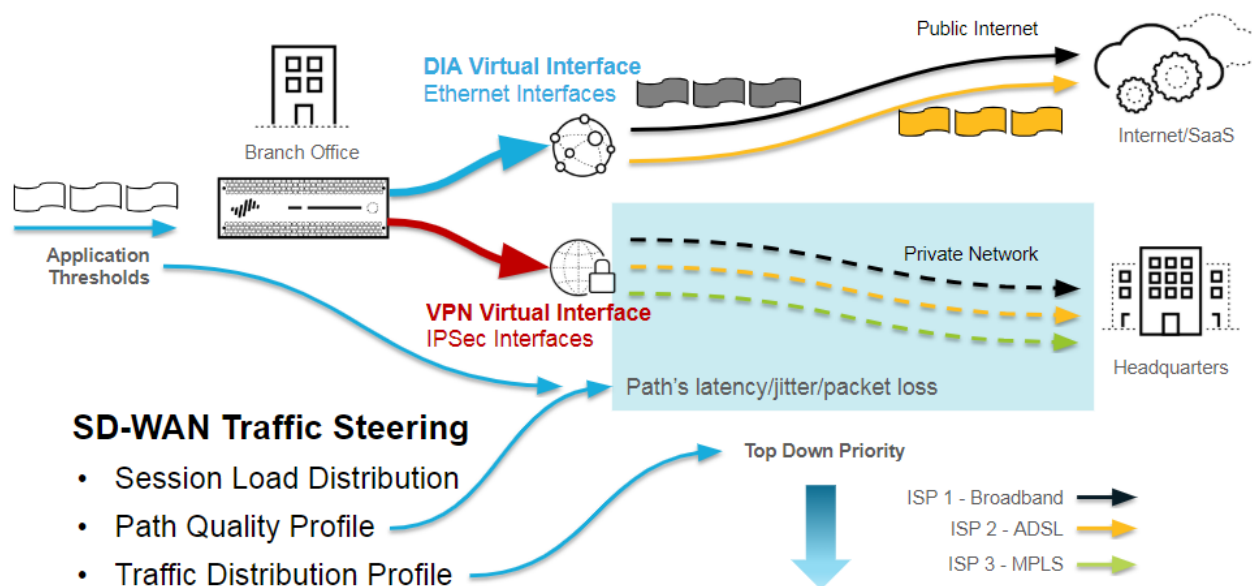 Public Internet
DIA Virtual Interface
Ethernet Interfaces
Branch Office
Internet/SaaS
Application
Thresholds
Private Network
VPN Virtual Interface
IPSec Interfaces
Headquarters
Path's latency/jitter/packet loss
SD-WAN Traffic Steering
• Session Load Distribution
• Path Quality Profile
• Traffic Distribution Profile
Top Down Priority
ISP 1 - Broadband
ISP 2 - ADSL
ISP 3 - MPLS